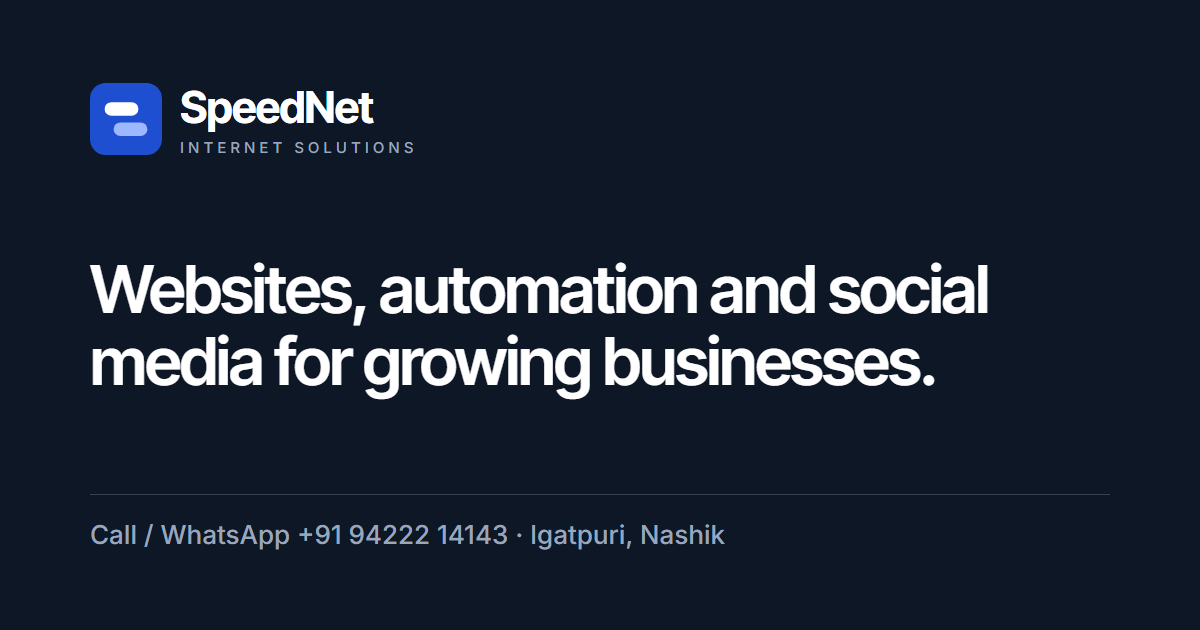 SpeedNet
INTERNET SOLUTIONS
Websites, automation and social
media for growing businesses.
Call / WhatsApp +91 94222 14143 · Igatpuri, Nashik